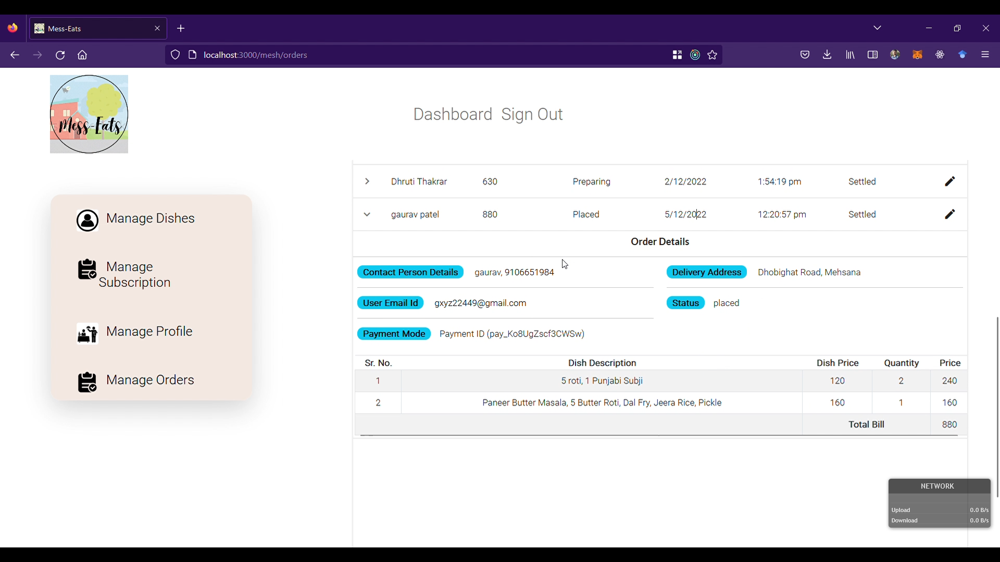 Mess-Eats
localhost:3000/mesh/orders
Mess-Eats
Dashboard Sign Out
Manage Dishes
Manage
Subscription
Manage Profile
Manage Orders
Dhruti Thakrar 630 Preparing 2/12/2022 1:54:19 pm Settled
gaurav patel 880 Placed 5/12/2022 12:20:57 pm Settled
Order Details
Contact Person Details gaurav, 9106651984 Delivery Address Dhobighat Road, Mehsana
User Email Id gxyz22449@gmail.com Status placed
Payment Mode Payment ID (pay_Ko8UgZscf3CWSw)
Sr. No. Dish Description Dish Price Quantity Price
1 5 roti, 1 Punjabi Subji 120 2 240
2 Paneer Butter Masala, 5 Butter Roti, Dal Fry, Jeera Rice, Pickle 160 1 160
Total Bill 880
NETWORK
Upload 0.0 B/s
Download 0.0 B/s